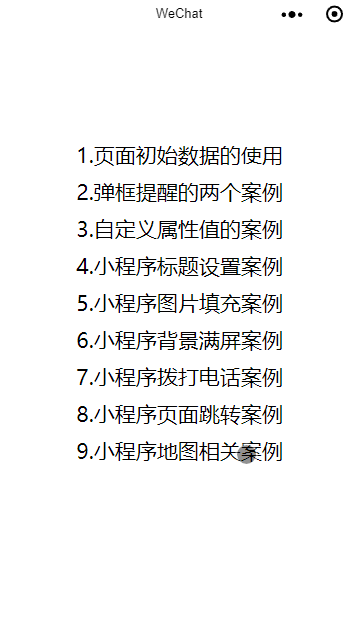 WeChat
1.页面初始数据的使用
2.弹框提醒的两个案例
3.自定义属性值的案例
4.小程序标题设置案例
5.小程序图片填充案例
6.小程序背景满屏案例
7.小程序拨打电话案例
8.小程序页面跳转案例
9.小程序地图相关案例